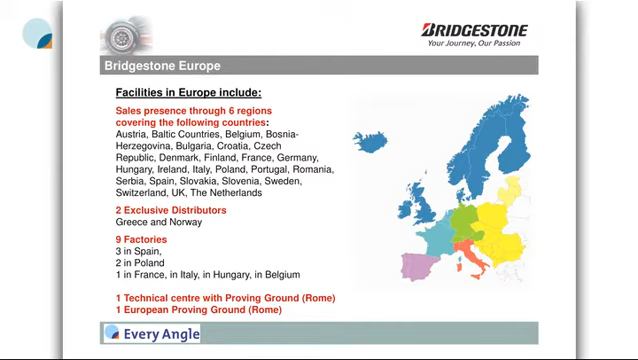 BRIDGESTONE
Your Journey, Our Passion
Bridgestone Europe
Facilities in Europe include:
Sales presence through 6 regions
covering the following countries:
Austria, Baltic Countries, Belgium, Bosnia-
Herzegovina, Bulgaria, Croatia, Czech
Republic, Denmark, Finland, France, Germany,
Hungary, Ireland, Italy, Poland, Portugal, Romania,
Serbia, Spain, Slovakia, Slovenia, Sweden,
Switzerland, UK, The Netherlands
2 Exclusive Distributors
Greece and Norway
9 Factories
3 in Spain,
2 in Poland
1 in France, in Italy, in Hungary, in Belgium
1 Technical centre with Proving Ground (Rome)
1 European Proving Ground (Rome)
Every Angle